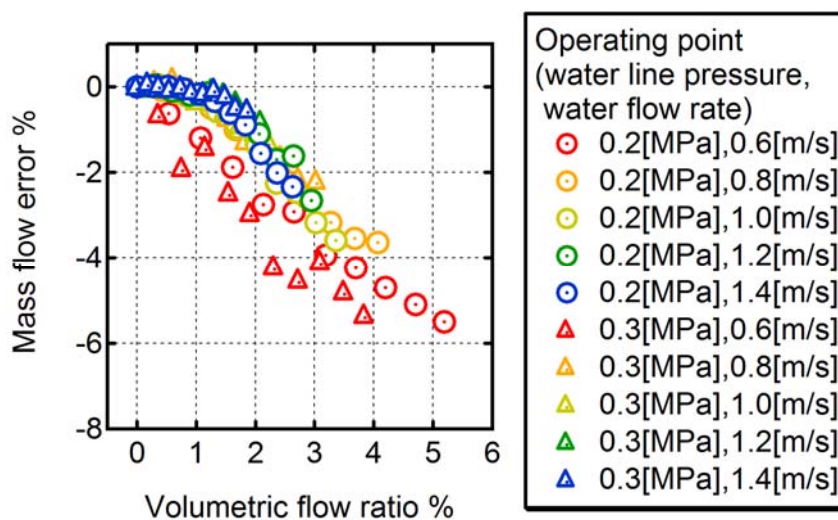 0
-2
-4
-6
-8
0 1 2 3 4 5 6
Mass flow error %
Volumetric flow ratio %
Operating point
(water line pressure,
water flow rate)
0.2[MPa],0.6[m/s]
0.2[MPa],0.8[m/s]
0.2[MPa],1.0[m/s]
0.2[MPa],1.2[m/s]
0.2[MPa],1.4[m/s]
0.3[MPa],0.6[m/s]
0.3[MPa],0.8[m/s]
0.3[MPa],1.0[m/s]
0.3[MPa],1.2[m/s]
0.3[MPa],1.4[m/s]